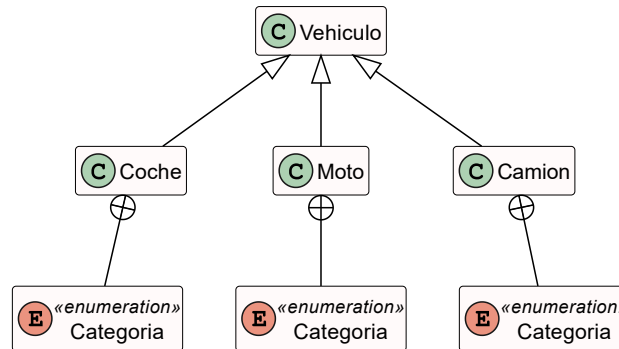 C Vehiculo
C Coche
C Moto
C Camion
E «enumeration»
Categoria
E «enumeration»
Categoria
E «enumeration»
Categoria